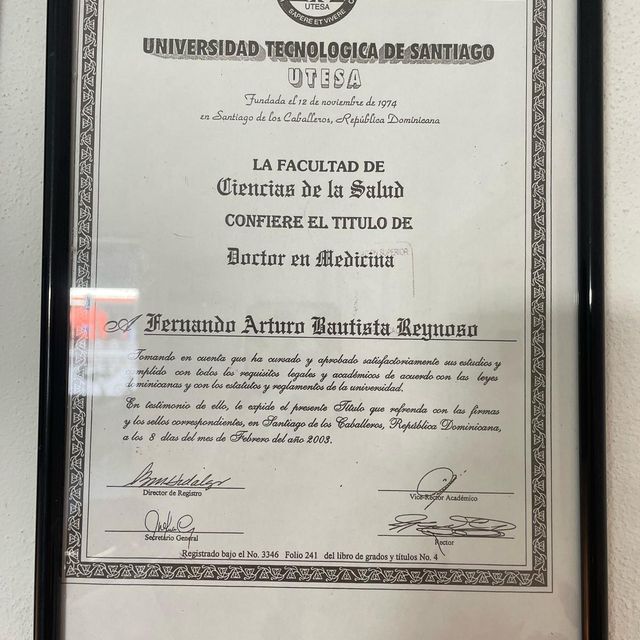 UTESA
SAPERE ET VIVERE
UNIVERSIDAD TECNOLOGICA DE SANTIAGO
UTESA
Fundada el 12 de noviembre de 1974
en Santiago de los Caballeros, República Dominicana
LA FACULTAD DE
Ciencias de la Salud
CONFIERE EL TITULO DE
SUPERIOR
Doctor en Medicina
A Fernando Arturo Bautista Reynoso
Tomando en cuenta que ha cursado y aprobado satisfactoriamente sus estudios y
cumplido con todos los requisitos legales y académicos de acuerdo con las leyes
dominicanas y con los estatutos y reglamentos de la universidad.
En testimonio de ello, le expide el presente Título que refrenda con las firmas
y los sellos correspondientes, en Santiago de los Caballeros, República Dominicana,
a los 8 días del mes de Febrero del año 2003.
Director de Registro
Vice-Rector Académico
Secretario General
Rector
Registrado bajo el No. 3346 Folio 241 del libro de grados y títulos No. 4